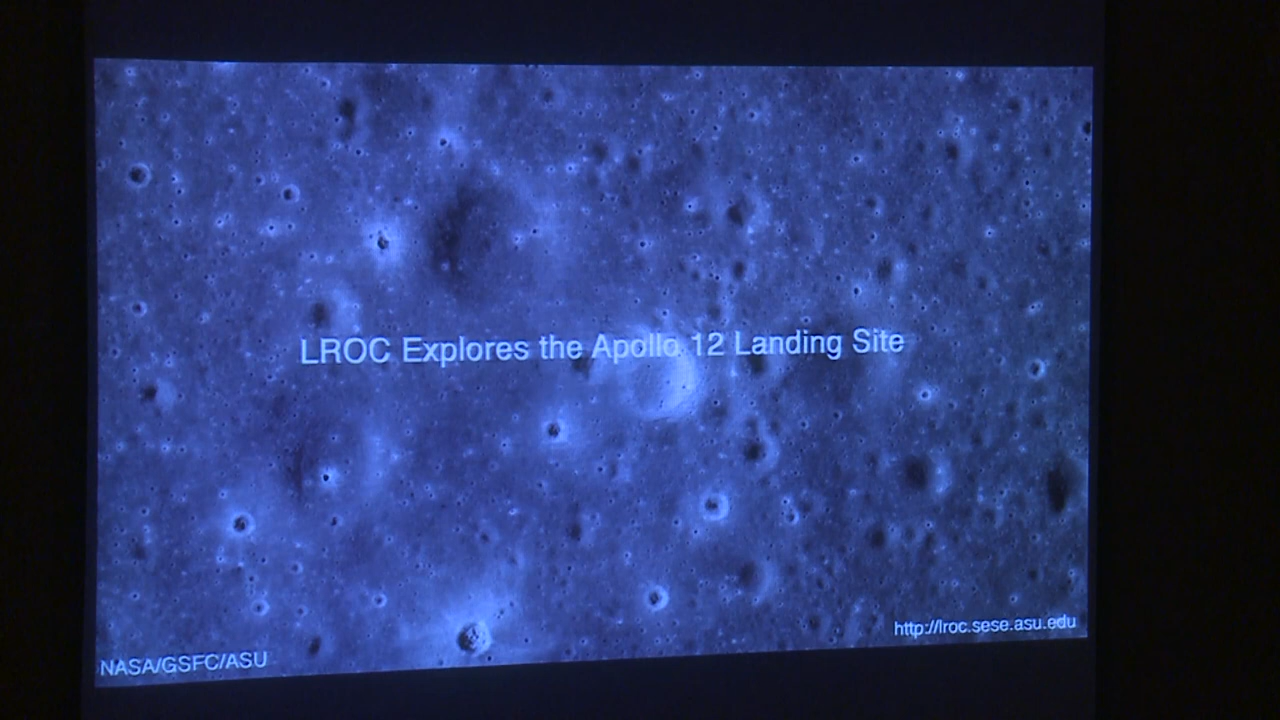 LROC Explores the Apollo 12 Landing Site
http://lroc.sese.asu.edu
NASA/GSFC/ASU